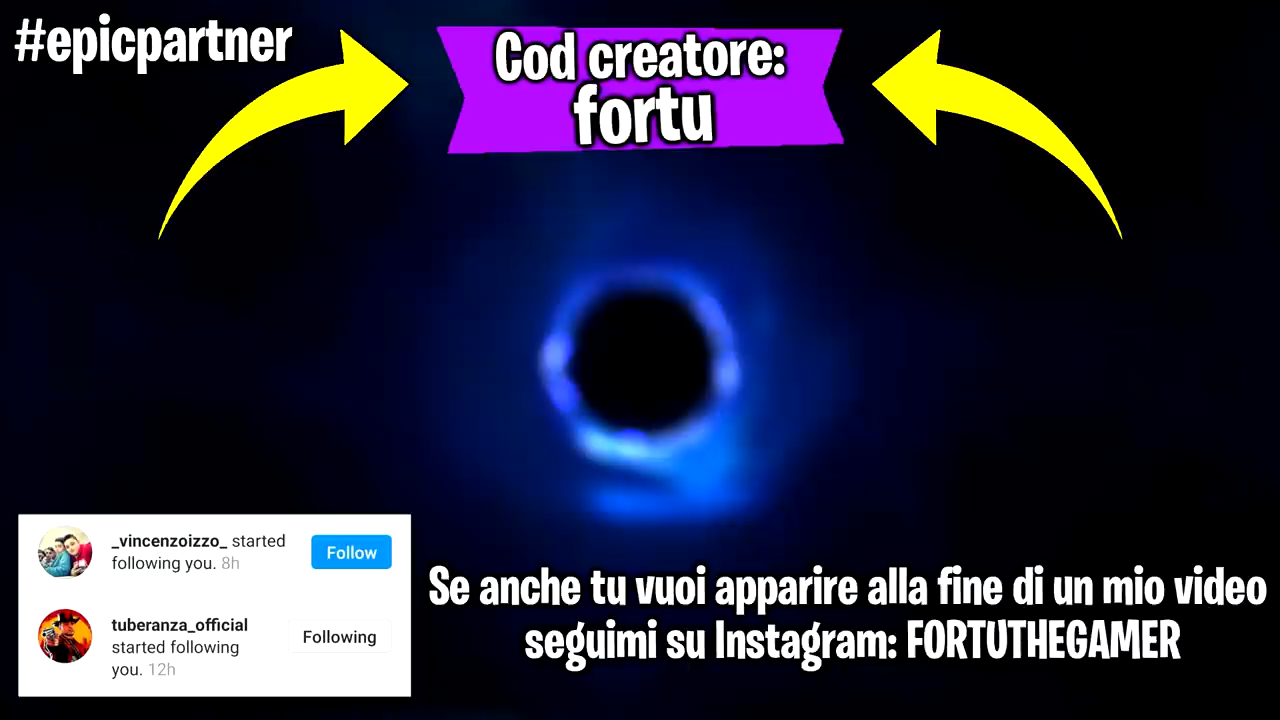 #epicpartner
Cod creatore:
fortu
_vincenzoizzo_ started
following you. 8h
Follow
tuberanza_official
started following
you. 12h
Following
Se anche tu vuoi apparire alla fine di un mio video
seguimi su Instagram: FORTUTHEGAMER